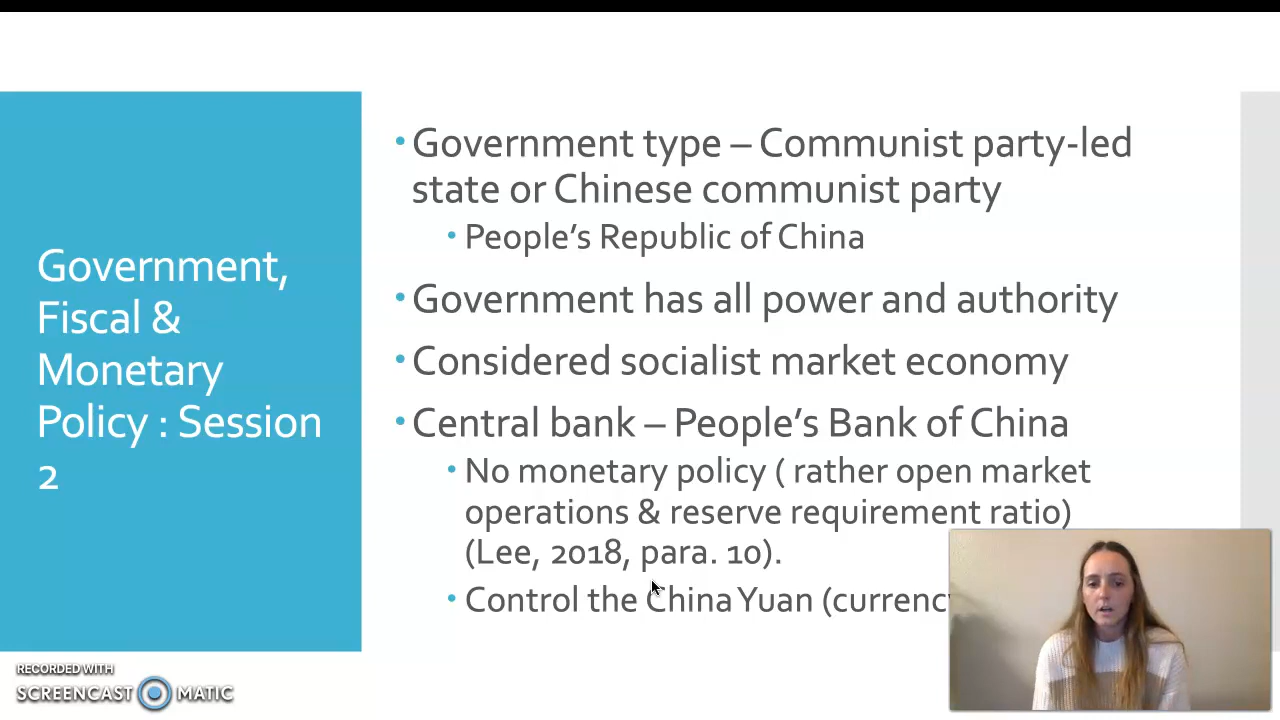 Government,
Fiscal &
Monetary
Policy : Session
2
• Government type – Communist party-led
state or Chinese communist party
• People's Republic of China
• Government has all power and authority
• Considered socialist market economy
• Central bank – People's Bank of China
• No monetary policy ( rather open market
operations & reserve requirement ratio)
(Lee, 2018, para. 10).
• Control the China Yuan
RECORDED WITH
SCREENCAST MATIC